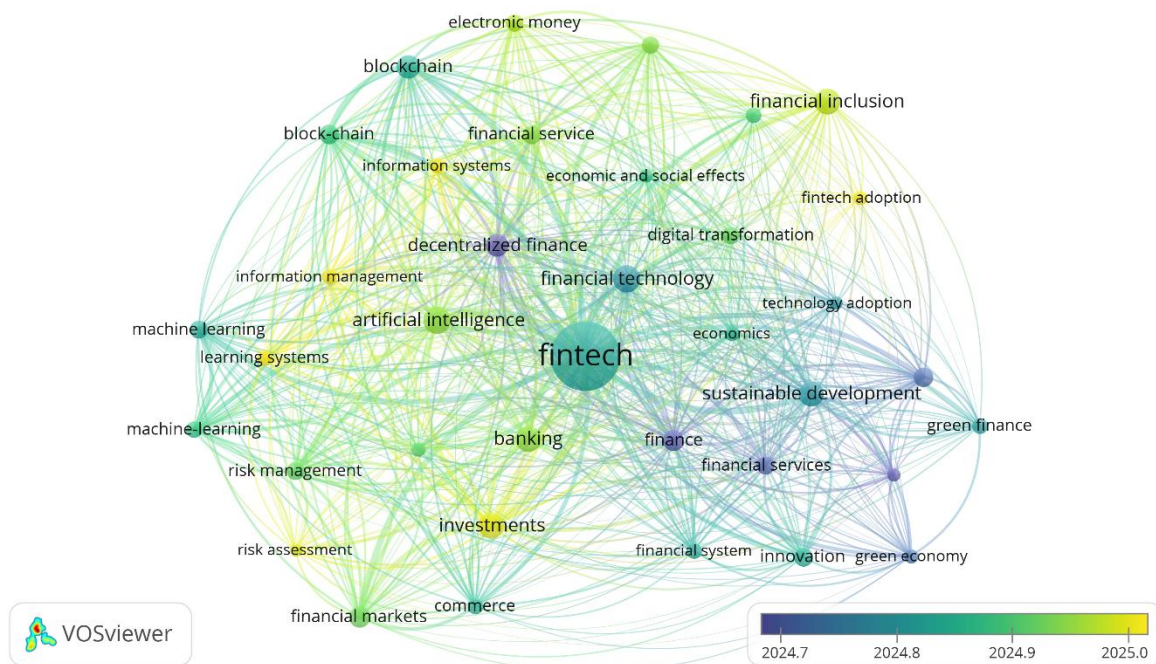 electronic money
blockchain
financial inclusion
block-chain
financial service
information systems
economic and social effects
fintech adoption
decentralized finance
digital transformation
information management
financial technology
technology adoption
machine learning
artificial intelligence
economics
learning systems
fintech
sustainable development
machine-learning
banking
finance
green finance
risk management
financial services
investments
risk assessment
financial system
innovation
green economy
financial markets
commerce
VOSviewer
2024.7 2024.8 2024.9 2025.0